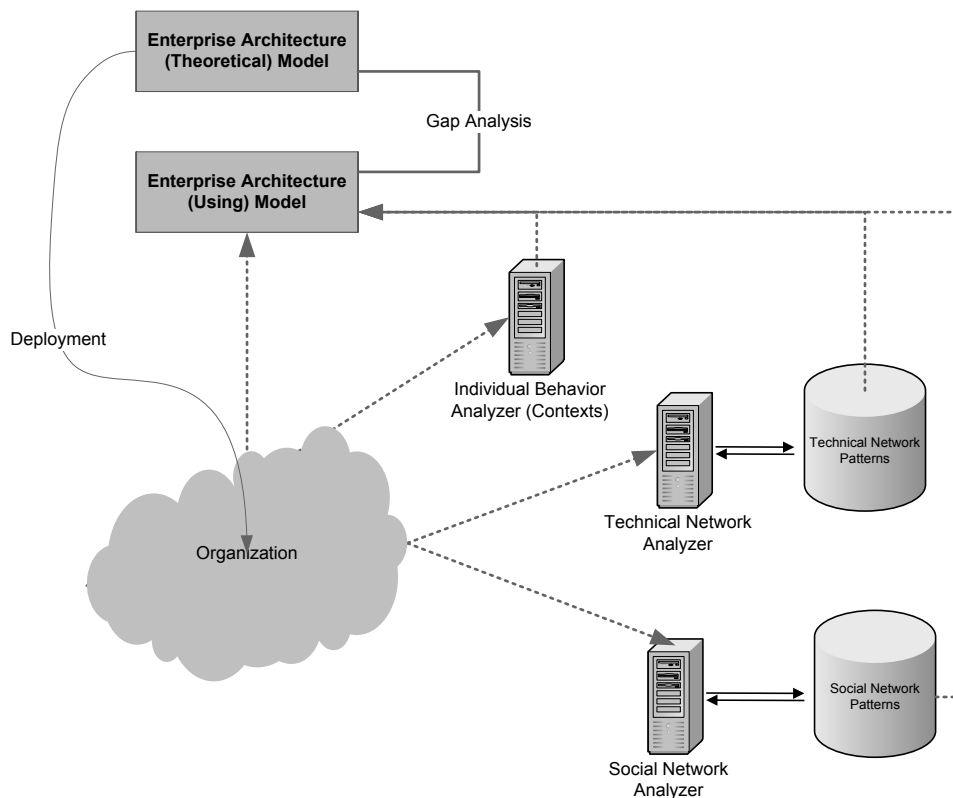 Enterprise Architecture
(Theoretical) Model
Gap Analysis
Enterprise Architecture
(Using) Model
Deployment
Individual Behavior
Analyzer (Contexts)
Technical Network
Patterns
Technical Network
Analyzer
Organization
Social Network
Patterns
Social Network
Analyzer